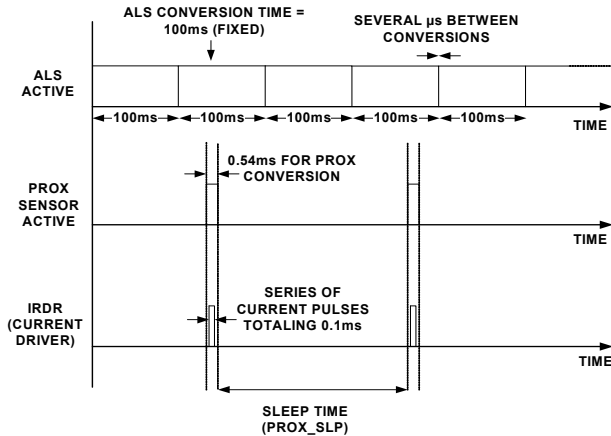 ALS CONVERSION TIME =
100ms (FIXED)
SEVERAL µs BETWEEN
CONVERSIONS
ALS
ACTIVE
100ms
100ms
100ms
100ms
100ms
TIME
0.54ms FOR PROX
CONVERSION
PROX
SENSOR
ACTIVE
TIME
SERIES OF
CURRENT PULSES
TOTALING 0.1ms
IRDR
(CURRENT
DRIVER)
TIME
SLEEP TIME
(PROX_SLP)